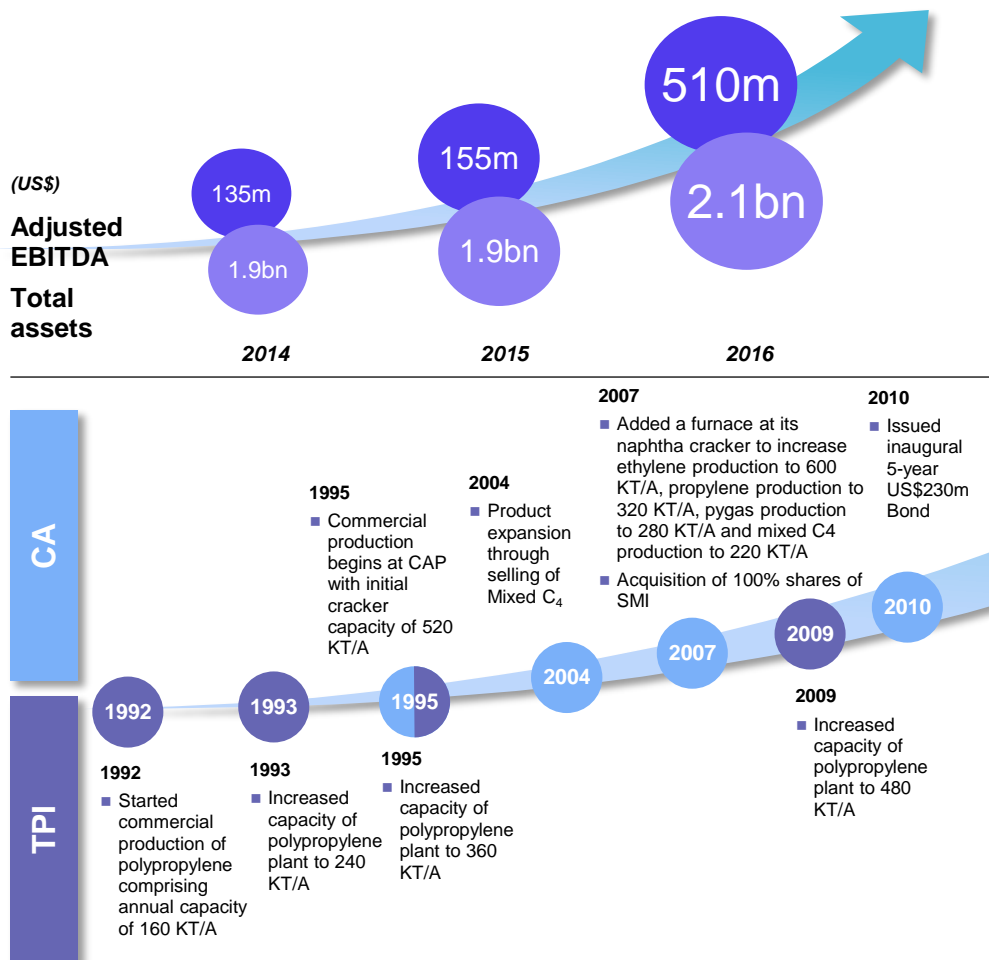 510m
155m
135m
(US$)
Adjusted
EBITDA
2.1bn
1.9bn
1.9bn
Total
assets
2014
2015
2016
CA
1995
■ Commercial
production
begins at CAP
with initial
cracker
capacity of 520
KT/A
2004
■ Product
expansion
through
selling of
Mixed C₄
2007
■ Added a furnace at its
naphtha cracker to increase
ethylene production to 600
KT/A, propylene production to
320 KT/A, pygas production
to 280 KT/A and mixed C4
production to 220 KT/A
■ Acquisition of 100% shares of
SMI
2010
■ Issued
inaugural
5-year
US$230m
Bond
1992
1993
1995
2004
2007
2009
2010
TPI
1992
■ Started
commercial
production of
polypropylene
comprising
annual capacity
of 160 KT/A
1993
■ Increased
capacity of
polypropylene
plant to 240
KT/A
1995
■ Increased
capacity of
polypropylene
plant to 360
KT/A
2009
■ Increased
capacity of
polypropylene
plant to 480
KT/A